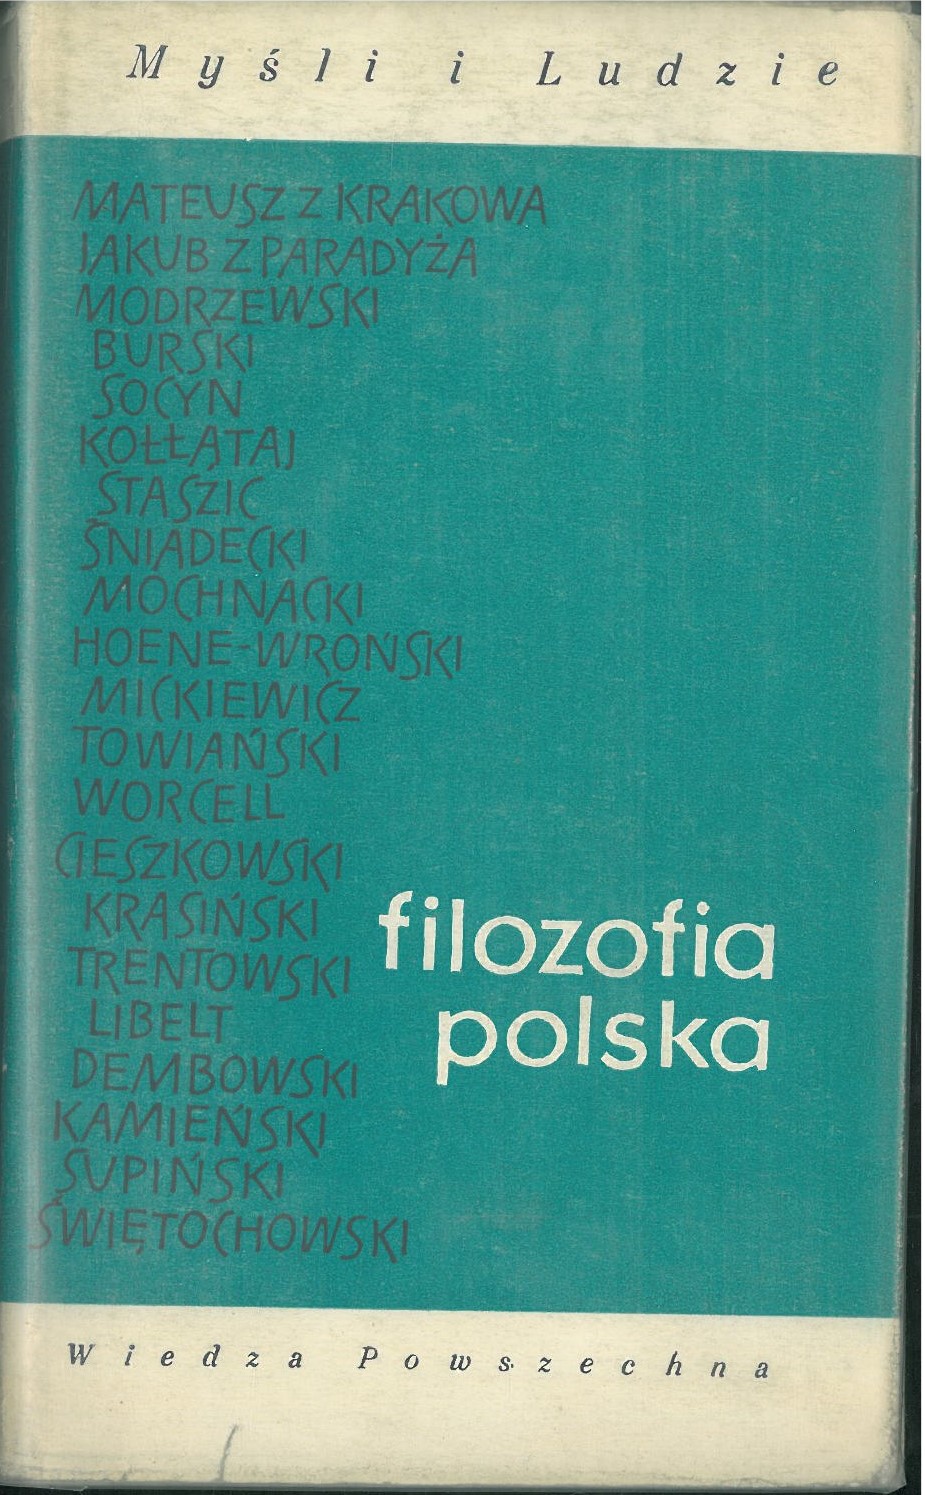 Myśli i Ludzie
MATEUSZ Z KRAKOWA
JAKUB Z PARADYŻA
MODRZEWSKI
BURSKI
SOCYN
KOŁŁĄTAJ
STASZIC
ŚNIADECKI
MOCHNACKI
HOENE-WROŃSKI
MICKIEWICZ
TOWIAŃSKI
WORCELL
CIESZKOWSKI
KRASIŃSKI
TRENTOWSKI
LIBELT
DEMBOWSKI
KAMIEŃSKI
SUPIŃSKI
ŚWIĘTOCHOWSKI
filozofia
polska
Wiedza Powszechna